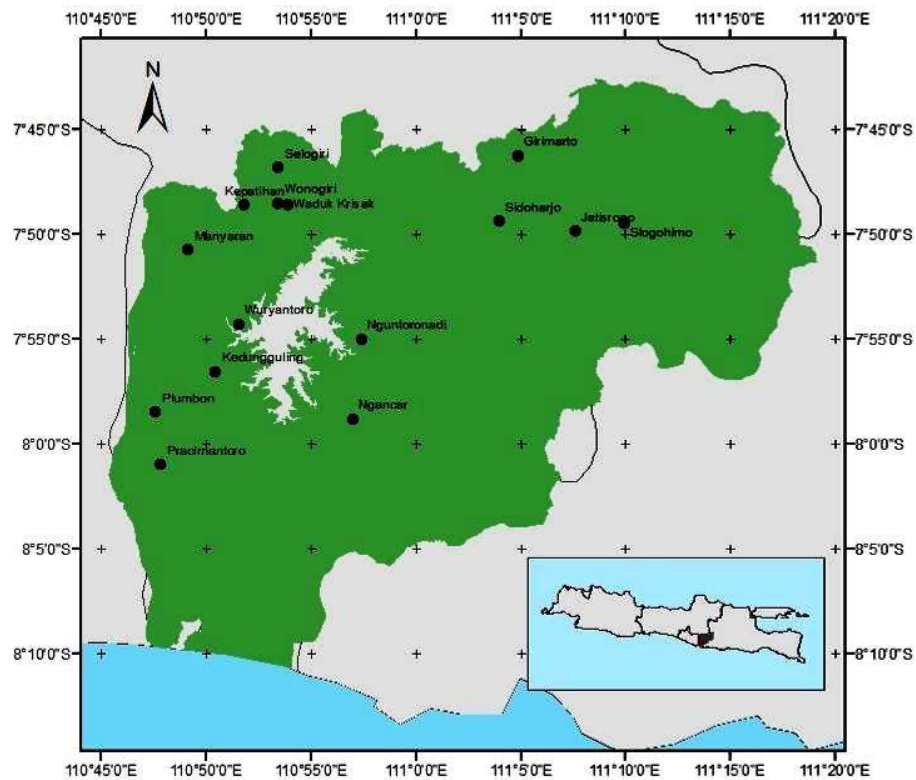 110°45'0"E 110°50'0"E 110°55'0"E 111°0'0"E 111°5'0"E 111°10'0"E 111°15'0"E 111°20'0"E
N
7°45'0"S 7°45'0"S
Girimarto
Selogiri
Kepatihan Wonogiri
Waduk Krisak
Sidoharjo Jatisrono
7°50'0"S Manyaran Slogohimo 7°50'0"S
Wuryantoro
Nguntoronadi
7°55'0"S 7°55'0"S
Kedungguling
Plumbon Ngancar
8°0'0"S 8°0'0"S
Pracimantoro
8°5'0"S 8°5'0"S
8°10'0"S 8°10'0"S
110°45'0"E 110°50'0"E 110°55'0"E 111°0'0"E 111°5'0"E 111°10'0"E 111°15'0"E 111°20'0"E